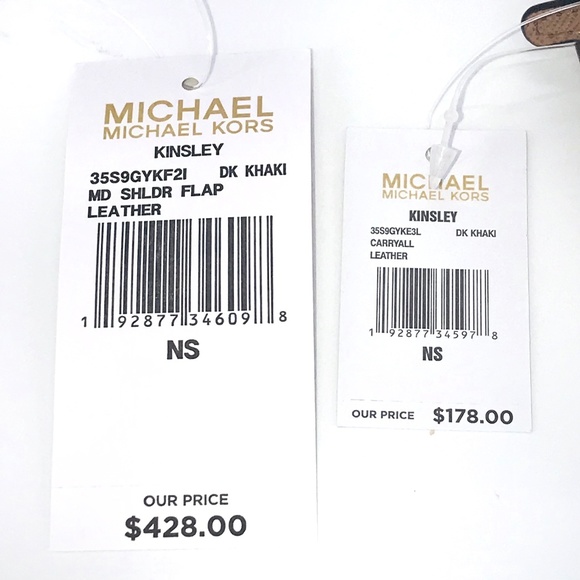 MICHAEL
MICHAEL KORS
KINSLEY
35S9GYKF2I DK KHAKI
MD SHLDR FLAP
LEATHER
1 92877 34609 8
NS
OUR PRICE
$428.00
MICHAEL
MICHAEL KORS
KINSLEY
35S9GYKE3L DK KHAKI
CARRYALL
LEATHER
1 92877 34597 8
NS
OUR PRICE $178.00